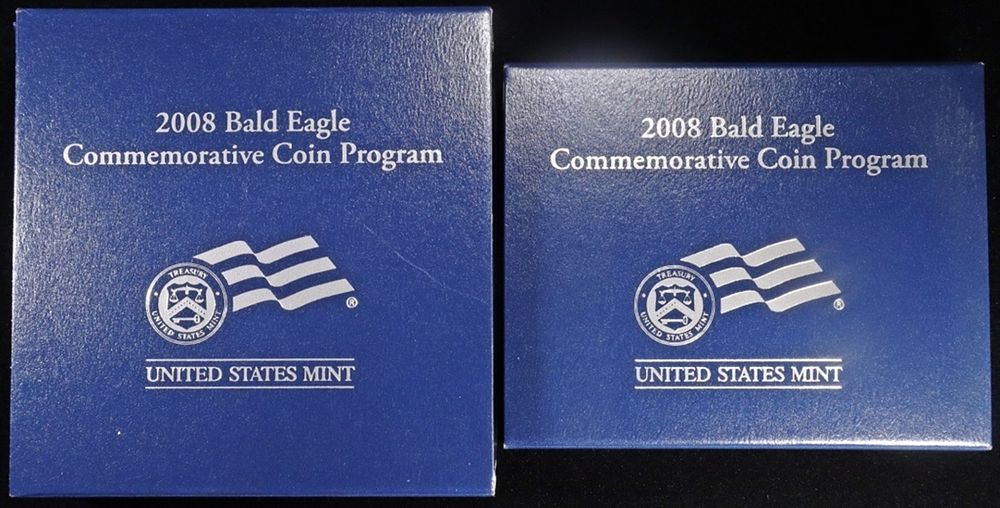 2008 Bald Eagle
Commemorative Coin Program
TREASURY
UNITED STATES MINT
®
UNITED STATES MINT
2008 Bald Eagle
Commemorative Coin Program
TREASURY
UNITED STATES MINT
®
UNITED STATES MINT